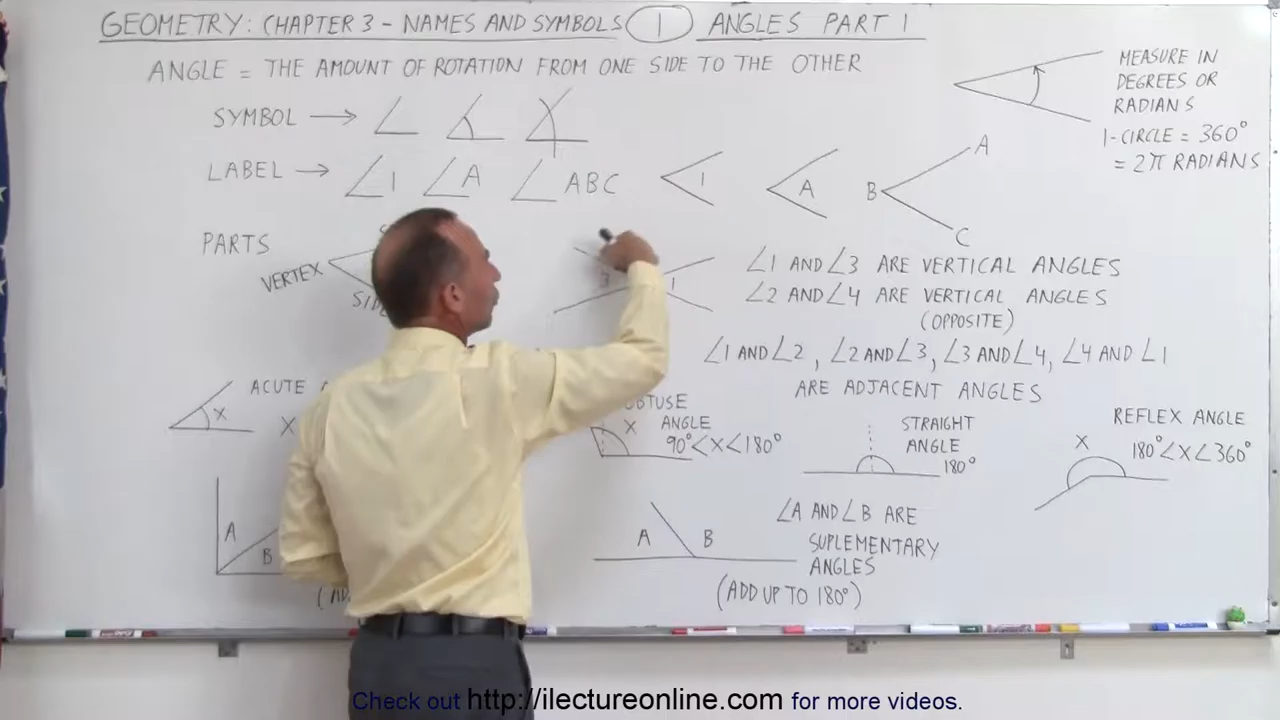 GEOMETRY: CHAPTER 3 - NAMES AND SYMBOLS 1 ANGLES PART 1
ANGLE = THE AMOUNT OF ROTATION FROM ONE SIDE TO THE OTHER
MEASURE IN
DEGREES OR
RADIANS
1-CIRCLE = 360°
= 2π RADIANS
SYMBOL → ∠
LABEL → ∠1 ∠A ∠ABC
1
A
A
B
C
PARTS
VERTEX
3
1
∠1 AND ∠3 ARE VERTICAL ANGLES
∠2 AND ∠4 ARE VERTICAL ANGLES
(OPPOSITE)
∠1 AND ∠2, ∠2 AND ∠3, ∠3 AND ∠4, ∠4 AND ∠1
ARE ADJACENT ANGLES
ACUTE
X
X
OBTUSE
ANGLE
X
90° < X < 180°
STRAIGHT
ANGLE
180°
REFLEX ANGLE
X
180° < X < 360°
A
B
A B
∠A AND ∠B ARE
SUPLEMENTARY
ANGLES
(ADD UP TO 180°)
Check out http://ilectureonline.com for more videos.